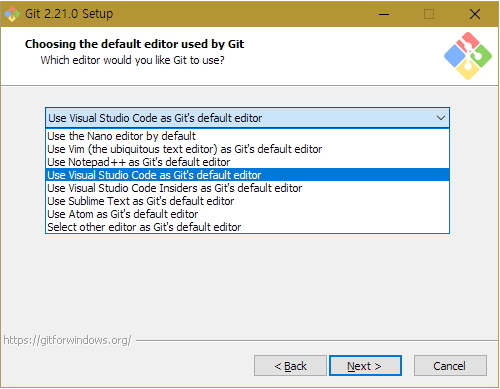 Git 2.21.0 Setup
Choosing the default editor used by Git
Which editor would you like Git to use?
Use Visual Studio Code as Git's default editor
Use the Nano editor by default
Use Vim (the ubiquitous text editor) as Git's default editor
Use Notepad++ as Git's default editor
Use Visual Studio Code as Git's default editor
Use Visual Studio Code Insiders as Git's default editor
Use Sublime Text as Git's default editor
Use Atom as Git's default editor
Select other editor as Git's default editor
https://gitforwindows.org/
< Back Next > Cancel